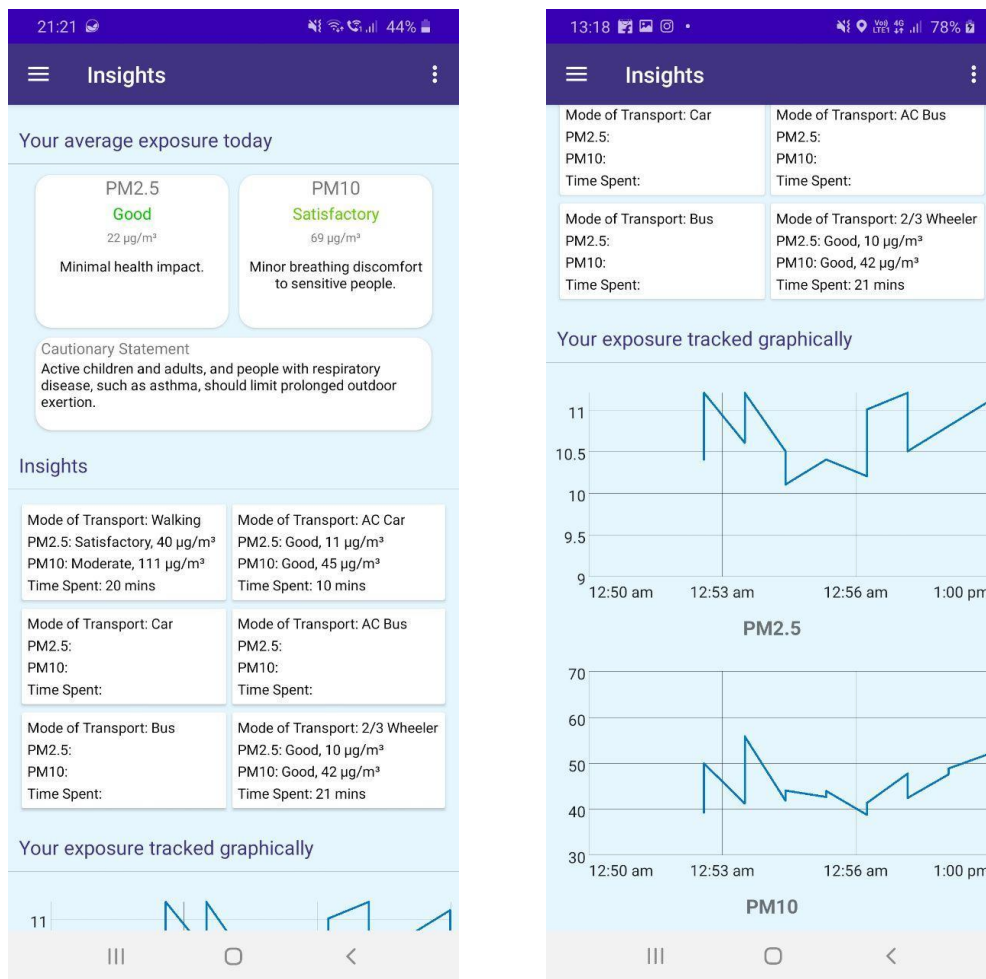 21:21
44%
Insights
Your average exposure today
PM2.5
Good
22 µg/m³
Minimal health impact.
PM10
Satisfactory
69 µg/m³
Minor breathing discomfort
to sensitive people.
Cautionary Statement
Active children and adults, and people with respiratory
disease, such as asthma, should limit prolonged outdoor
exertion.
Insights
Mode of Transport: Walking
PM2.5: Satisfactory, 40 µg/m³
PM10: Moderate, 111 µg/m³
Time Spent: 20 mins
Mode of Transport: AC Car
PM2.5: Good, 11 µg/m³
PM10: Good, 45 µg/m³
Time Spent: 10 mins
Mode of Transport: Car
PM2.5:
PM10:
Time Spent:
Mode of Transport: AC Bus
PM2.5:
PM10:
Time Spent:
Mode of Transport: Bus
PM2.5:
PM10:
Time Spent:
Mode of Transport: 2/3 Wheeler
PM2.5: Good, 10 µg/m³
PM10: Good, 42 µg/m³
Time Spent: 21 mins
Your exposure tracked graphically
11
13:18
Vo)) 4G
LTE1
78%
Insights
Mode of Transport: Car
PM2.5:
PM10:
Time Spent:
Mode of Transport: AC Bus
PM2.5:
PM10:
Time Spent:
Mode of Transport: Bus
PM2.5:
PM10:
Time Spent:
Mode of Transport: 2/3 Wheeler
PM2.5: Good, 10 µg/m³
PM10: Good, 42 µg/m³
Time Spent: 21 mins
Your exposure tracked graphically
11
10.5
10
9.5
9
12:50 am 12:53 am 12:56 am 1:00 pm
PM2.5
70
60
50
40
30
12:50 am 12:53 am 12:56 am 1:00 pm
PM10